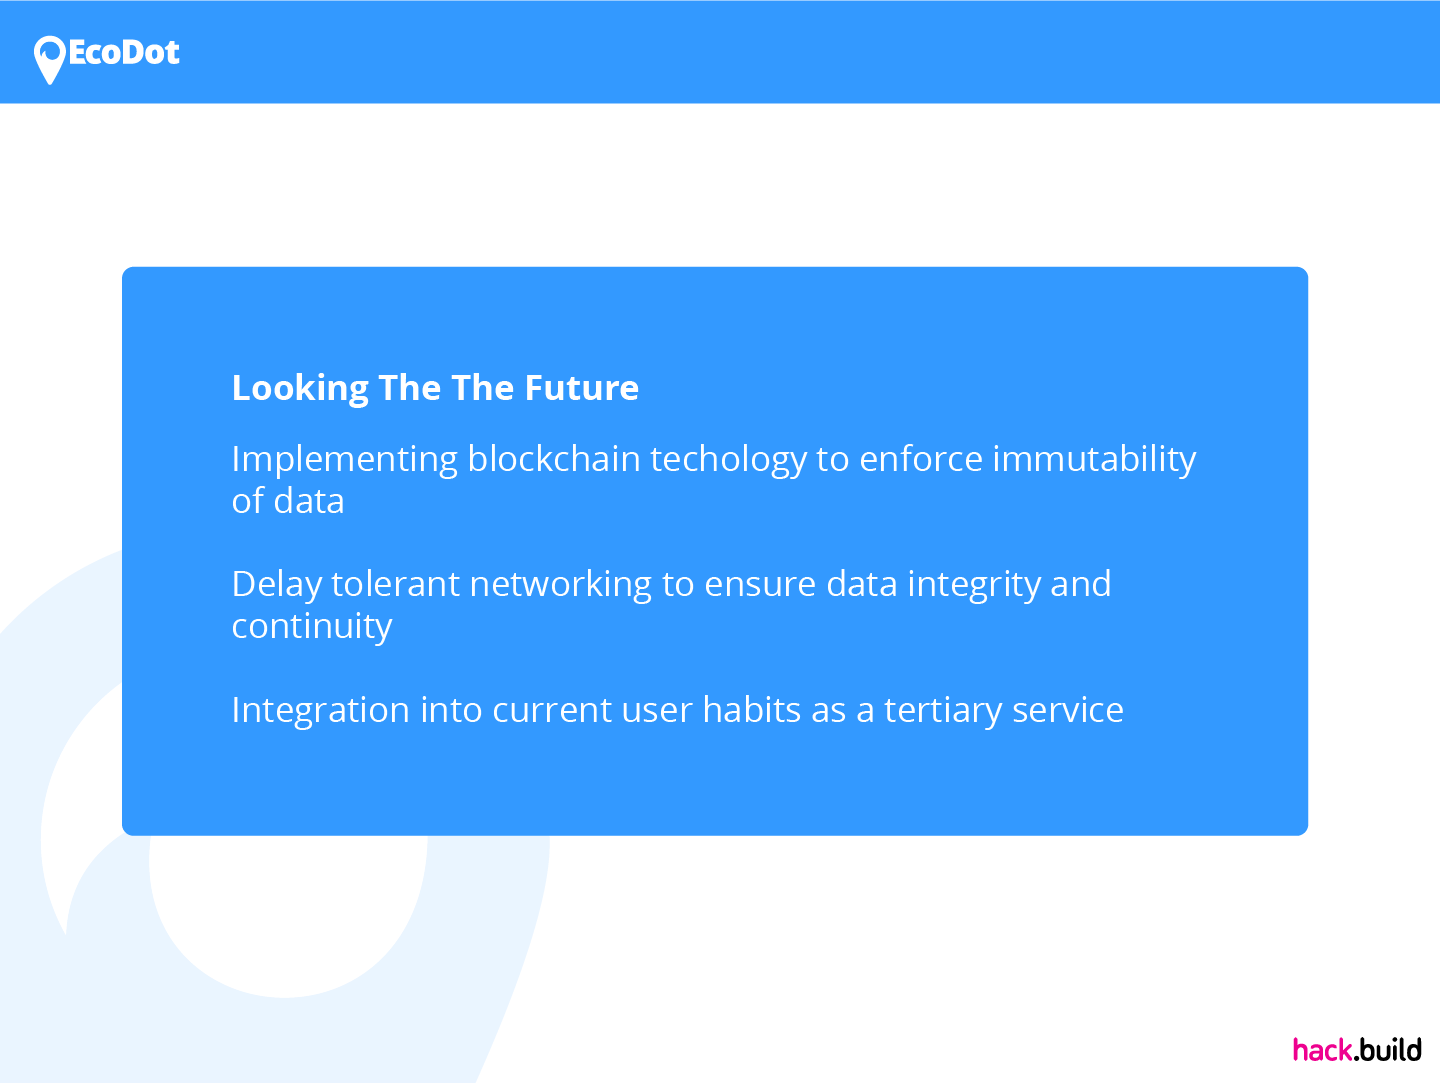 EcoDot
Looking The The Future
Implementing blockchain techology to enforce immutability
of data
Delay tolerant networking to ensure data integrity and
continuity
Integration into current user habits as a tertiary service
hack.build